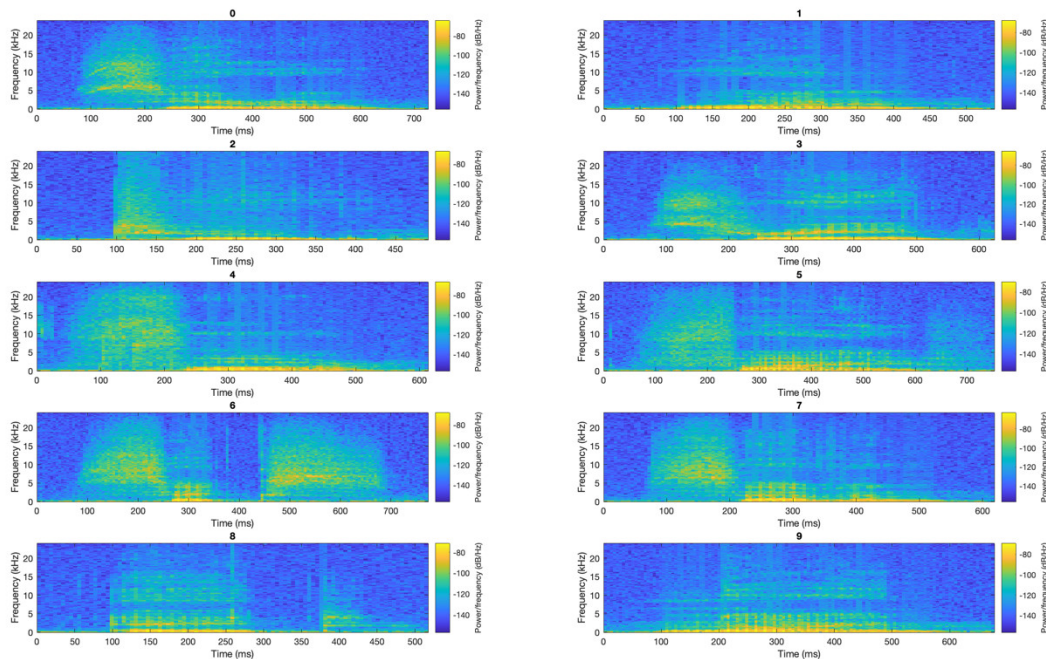 0
Frequency (kHz)
20
15
10
5
0
0 100 200 300 400 500 600 700
Time (ms)
-80
-100
-120
-140
Power/frequency (dB/Hz)
1
Frequency (kHz)
20
15
10
5
0
0 50 100 150 200 250 300 350 400 450 500
Time (ms)
-80
-100
-120
-140
Power/frequency (dB/Hz)
2
Frequency (kHz)
20
15
10
5
0
0 50 100 150 200 250 300 350 400 450
Time (ms)
-80
-100
-120
-140
Power/frequency (dB/Hz)
3
Frequency (kHz)
20
15
10
5
0
0 100 200 300 400 500 600
Time (ms)
-80
-100
-120
-140
Power/frequency (dB/Hz)
4
Frequency (kHz)
20
15
10
5
0
0 100 200 300 400 500 600
Time (ms)
-80
-100
-120
-140
Power/frequency (dB/Hz)
5
Frequency (kHz)
20
15
10
5
0
0 100 200 300 400 500 600 700
Time (ms)
-80
-100
-120
-140
Power/frequency (dB/Hz)
6
Frequency (kHz)
20
15
10
5
0
0 100 200 300 400 500 600 700
Time (ms)
-80
-100
-120
-140
Power/frequency (dB/Hz)
7
Frequency (kHz)
20
15
10
5
0
0 100 200 300 400 500 600
Time (ms)
-80
-100
-120
-140
Power/frequency (dB/Hz)
8
Frequency (kHz)
20
15
10
5
0
0 50 100 150 200 250 300 350 400 450 500
Time (ms)
-80
-100
-120
-140
Power/frequency (dB/Hz)
9
Frequency (kHz)
20
15
10
5
0
0 100 200 300 400 500 600
Time (ms)
-80
-100
-120
-140
Power/frequency (dB/Hz)